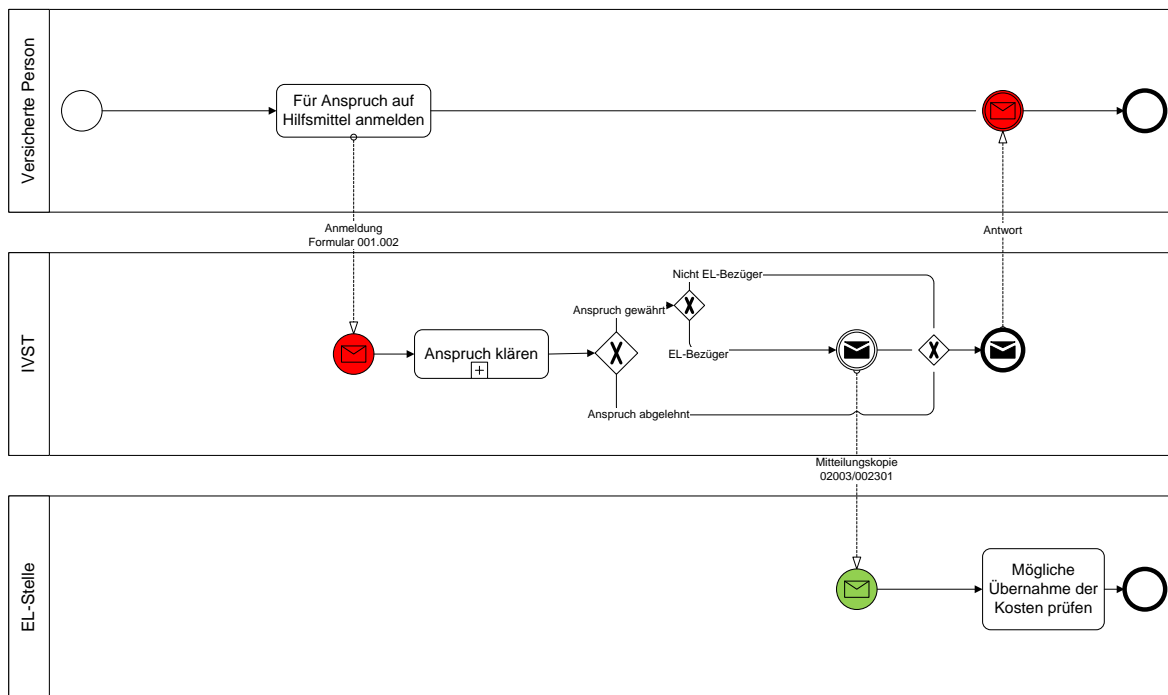 Versicherte Person
Für Anspruch auf
Hilfsmittel anmelden
Anmeldung
Formular 001.002
Antwort
IVST
Nicht EL-Bezüger
Anspruch gewährt
Anspruch klären
EL-Bezüger
Anspruch abgelehnt
Mitteilungskopie
02003/002301
EL-Stelle
Mögliche
Übernahme der
Kosten prüfen